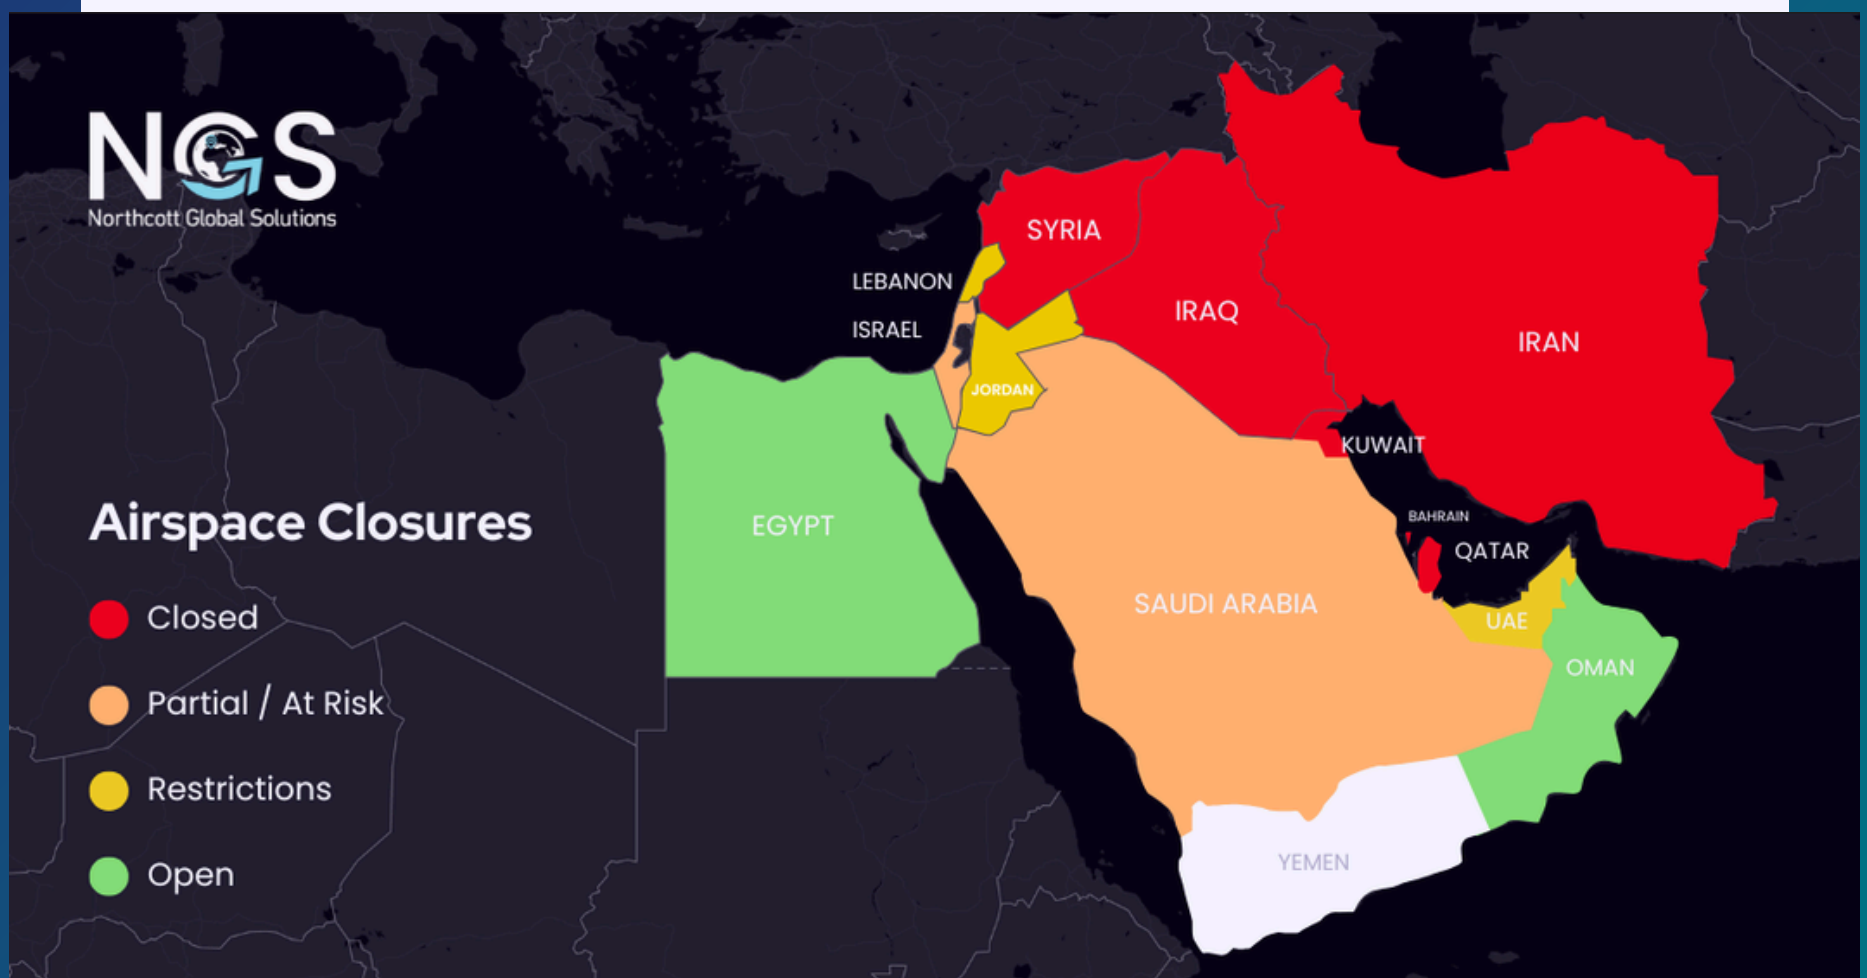 NGS
Northcott Global Solutions
SYRIA
LEBANON
IRAQ
ISRAEL
IRAN
JORDAN
KUWAIT
BAHRAIN
EGYPT
QATAR
SAUDI ARABIA
UAE
OMAN
YEMEN
Airspace Closures
Closed
Partial / At Risk
Restrictions
Open